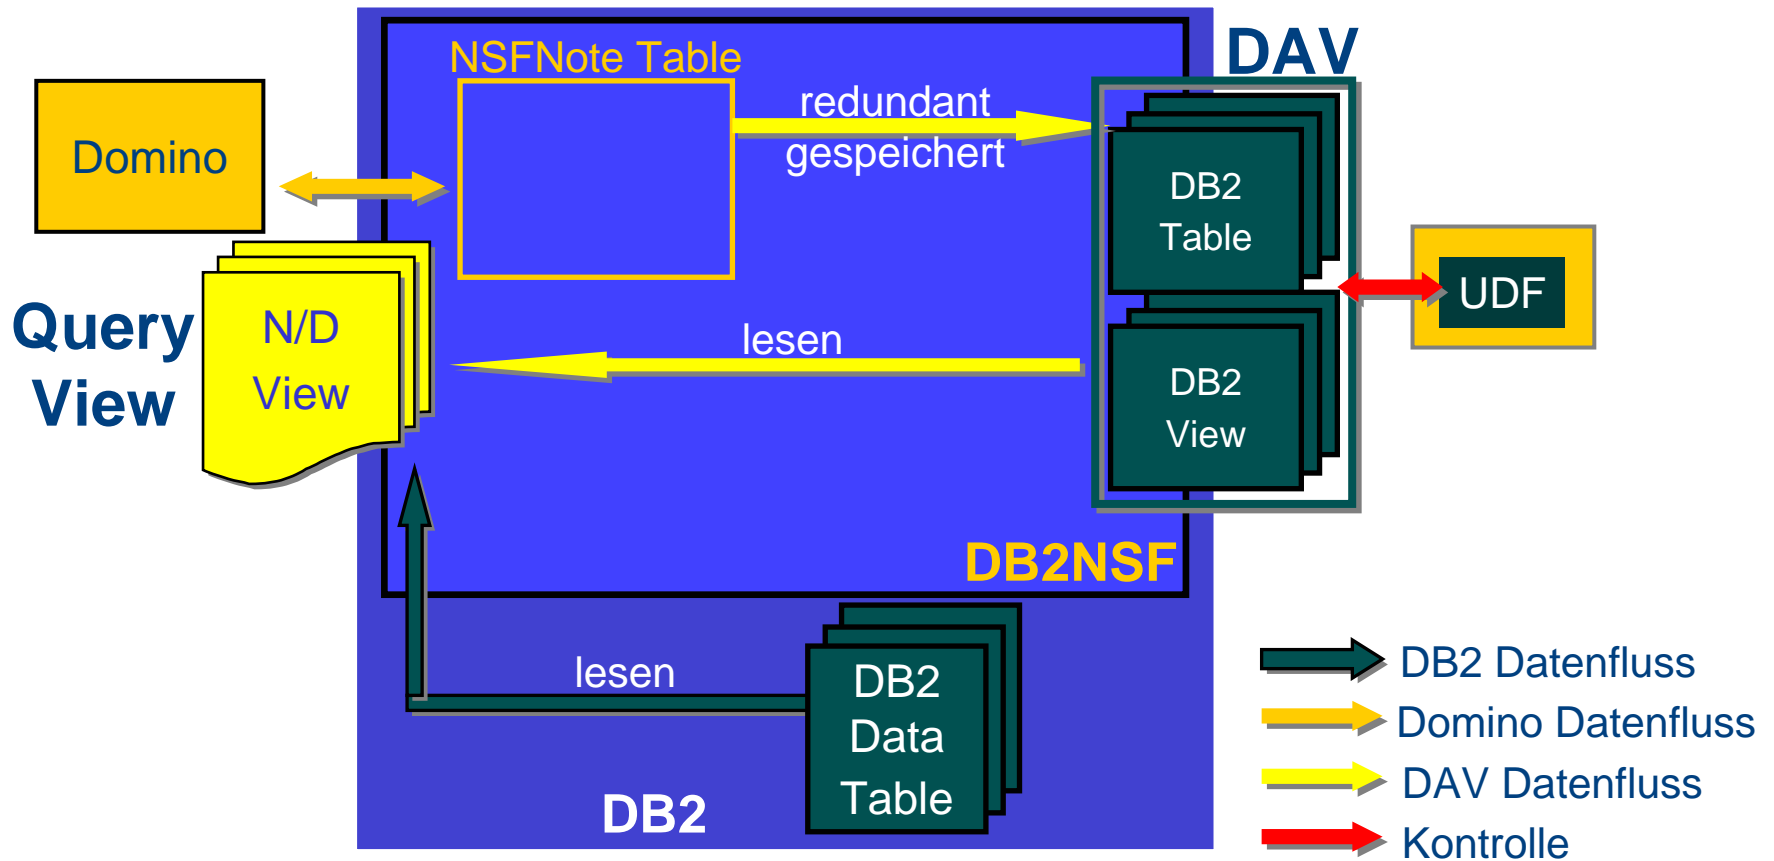 NSFNote Table
DAV
Domino
redundant
gespeichert
DB2
Table
UDF
Query
View
N/D
View
lesen
DB2
View
DB2NSF
lesen
DB2
Data
Table
DB2
DB2 Datenfluss
Domino Datenfluss
DAV Datenfluss
Kontrolle